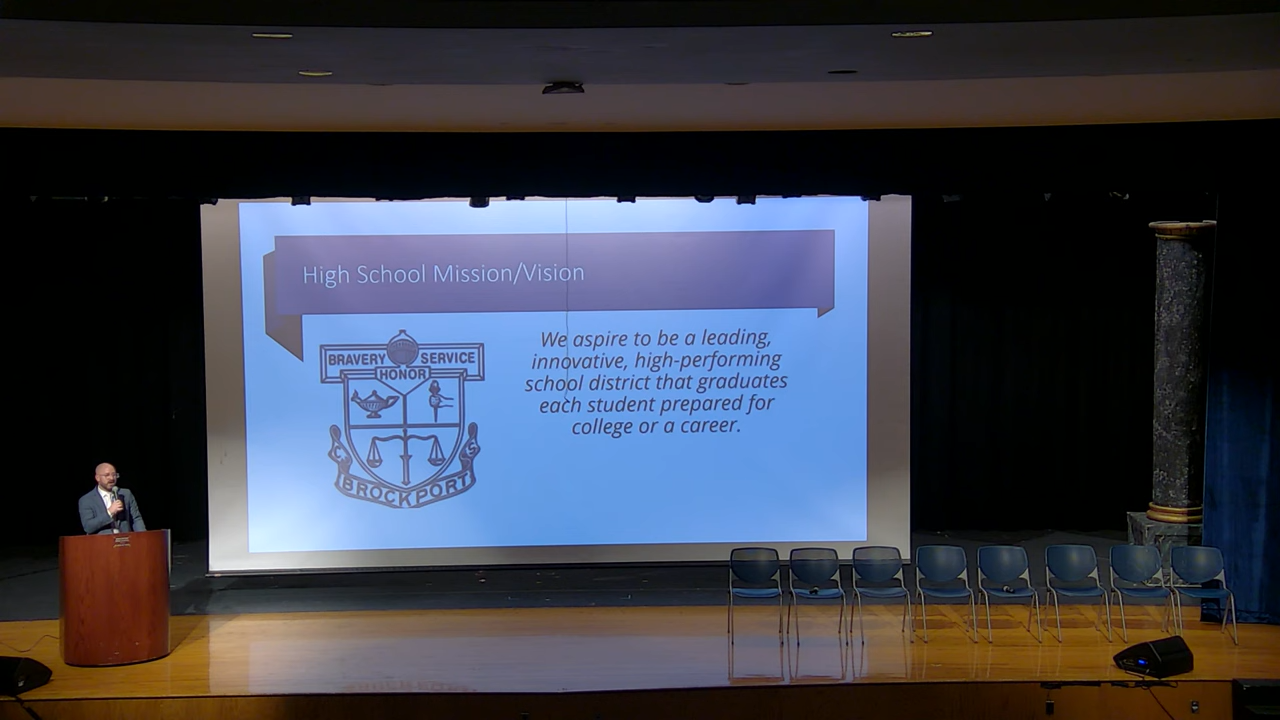 High School Mission/Vision
BRAVERY SERVICE
HONOR
C S
BROCKPORT
We aspire to be a leading,
innovative, high-performing
school district that graduates
each student prepared for
college or a career.